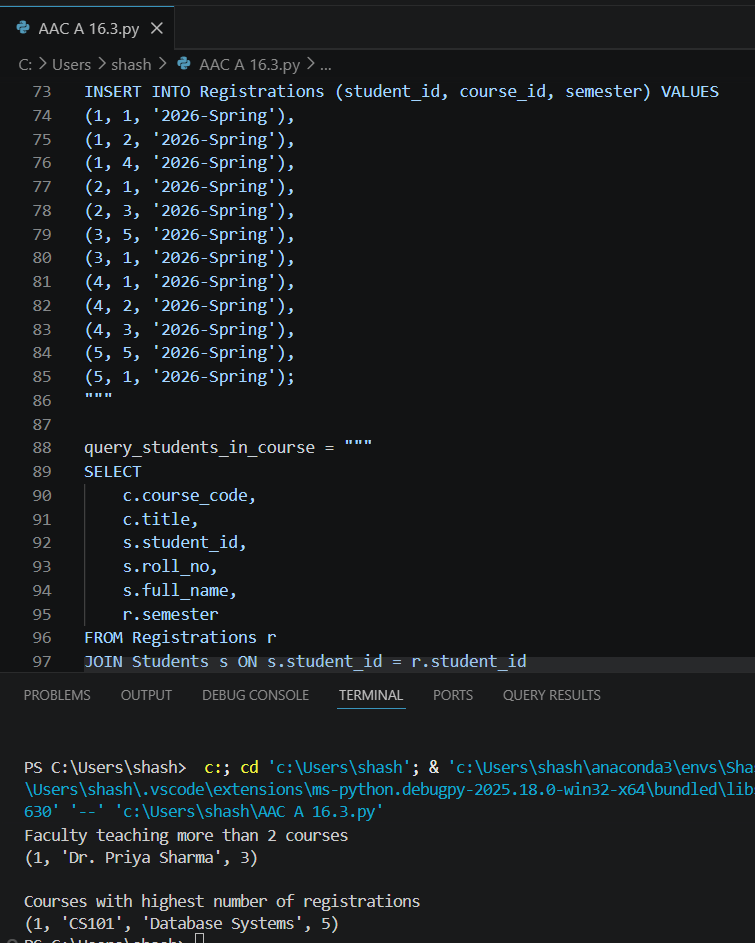 AAC A 16.3.py
C: > Users > shash > AAC A 16.3.py > ...
73 INSERT INTO Registrations (student_id, course_id, semester) VALUES
74 (1, 1, '2026-Spring'),
75 (1, 2, '2026-Spring'),
76 (1, 4, '2026-Spring'),
77 (2, 1, '2026-Spring'),
78 (2, 3, '2026-Spring'),
79 (3, 5, '2026-Spring'),
80 (3, 1, '2026-Spring'),
81 (4, 1, '2026-Spring'),
82 (4, 2, '2026-Spring'),
83 (4, 3, '2026-Spring'),
84 (5, 5, '2026-Spring'),
85 (5, 1, '2026-Spring');
86 """
87
88 query_students_in_course = """
89 SELECT
90     c.course_code,
91     c.title,
92     s.student_id,
93     s.roll_no,
94     s.full_name,
95     r.semester
96 FROM Registrations r
97 JOIN Students s ON s.student_id = r.student_id
PROBLEMS OUTPUT DEBUG CONSOLE TERMINAL PORTS QUERY RESULTS
PS C:\Users\shash>  c:; cd 'c:\Users\shash'; & 'c:\Users\shash\anaconda3\envs\Sha
\Users\shash\.vscode\extensions\ms-python.debugpy-2025.18.0-win32-x64\bundled\lib
630' '--' 'c:\Users\shash\AAC A 16.3.py'
Faculty teaching more than 2 courses
(1, 'Dr. Priya Sharma', 3)
Courses with highest number of registrations
(1, 'CS101', 'Database Systems', 5)
PS C:\Users\shash>